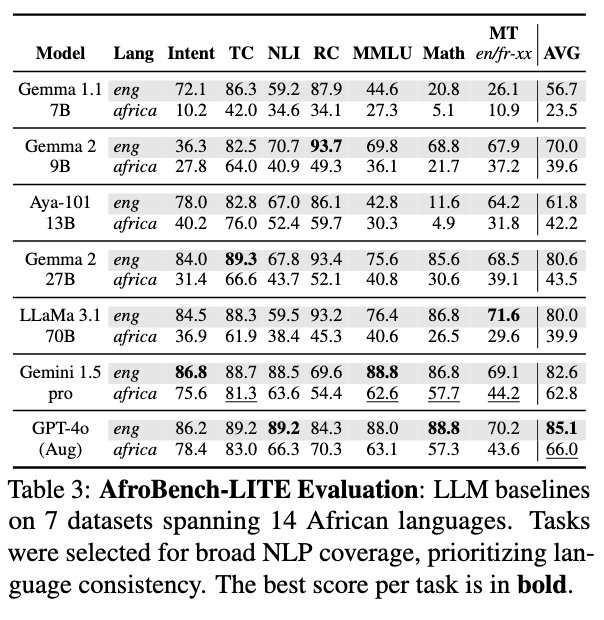 MT
Model Lang Intent TC NLI RC MMLU Math en/fr-xx AVG
Gemma 1.1 eng 72.1 86.3 59.2 87.9 44.6 20.8 26.1 56.7
7B africa 10.2 42.0 34.6 34.1 27.3 5.1 10.9 23.5
Gemma 2 eng 36.3 82.5 70.7 93.7 69.8 68.8 67.9 70.0
9B africa 27.8 64.0 40.9 49.3 36.1 21.7 37.2 39.6
Aya-101 eng 78.0 82.8 67.0 86.1 42.8 11.6 64.2 61.8
13B africa 40.2 76.0 52.4 59.7 30.3 4.9 31.8 42.2
Gemma 2 eng 84.0 89.3 67.8 93.4 75.6 85.6 68.5 80.6
27B africa 31.4 66.6 43.7 52.1 40.8 30.6 39.1 43.5
LLaMa 3.1 eng 84.5 88.3 59.5 93.2 76.4 86.8 71.6 80.0
70B africa 36.9 61.9 38.4 45.3 40.6 26.5 29.6 39.9
Gemini 1.5 eng 86.8 88.7 88.5 69.6 88.8 86.8 69.1 82.6
pro africa 75.6 81.3 63.6 54.4 62.6 57.7 44.2 62.8
GPT-4o eng 86.2 89.2 89.2 84.3 88.0 88.8 70.2 85.1
(Aug) africa 78.4 83.0 66.3 70.3 63.1 57.3 43.6 66.0
Table 3: AfroBench-LITE Evaluation: LLM baselines
on 7 datasets spanning 14 African languages. Tasks
were selected for broad NLP coverage, prioritizing lan-
guage consistency. The best score per task is in bold.